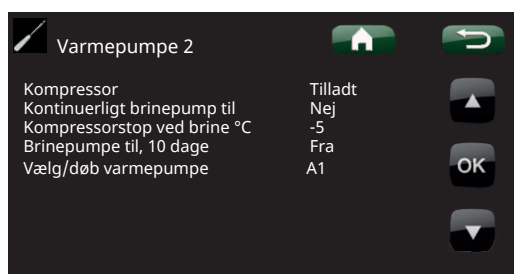 Varmepumpe 2
Kompressor Tilladt
Kontinuerligt brinepump til Nej
Kompressorstop ved brine °C -5
Brinepumpe til, 10 dage Fra
Vælg/døb varmepumpe A1
OK